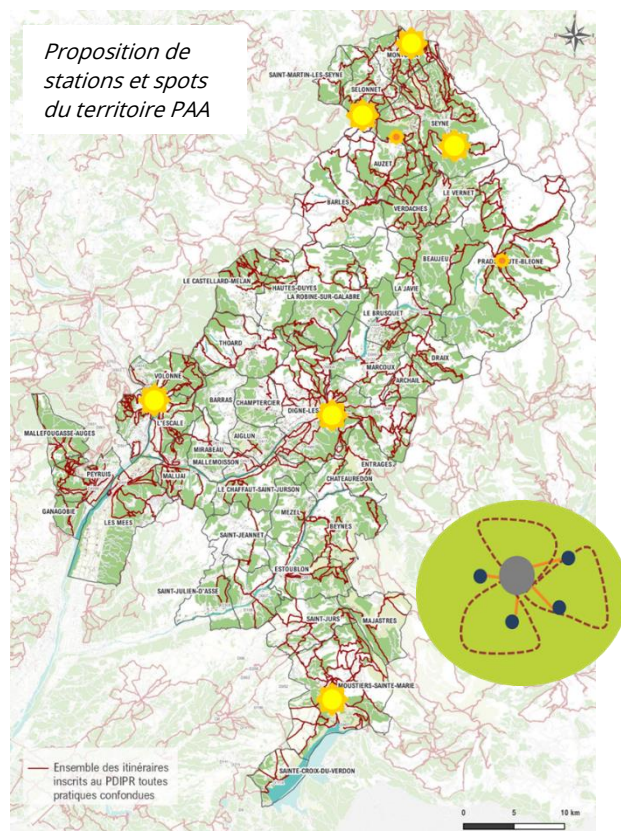 Proposition de
stations et spots
du territoire PAA
SAINT-MARTIN-LES-SEYNE
SELONNET
SEYNE
AUZET
LE VERNET
BARLES
VERDACHES
BEAUJEU
LE CASTELLARD-MELAN
HAUTES-DUYES
LA JAVIE
LA ROBINE-SUR-GALABRE
LE BRUSQUET
THOARD
DRAIX
MARCOUX
VOLONNE
ARCHAIL
BARRAS
CHAMPTERCIER
DIGNE-LES
L'ESCALE
MALLEFOUGASSE-AUGES
AIGLUN
MIRABEAU
MALLEMOISSON
ENTRAGES
PEYRUIS
MALIJAI
CHATEAUREDON
LE CHAFFAUT-SAINT-JURSON
GANAGOBIE
MEZEL
LES MEES
BEYNES
SAINT-JEANNET
ESTOUBLON
SAINT-JULIEN-D'ASSE
SAINT-JURS
MAJASTRES
MOUSTIERS-SAINTE-MARIE
SAINTE-CROIX-DU-VERDON
Ensemble des itinéraires
inscrits au PDIPR toutes
pratiques confondues
0 5 10 km